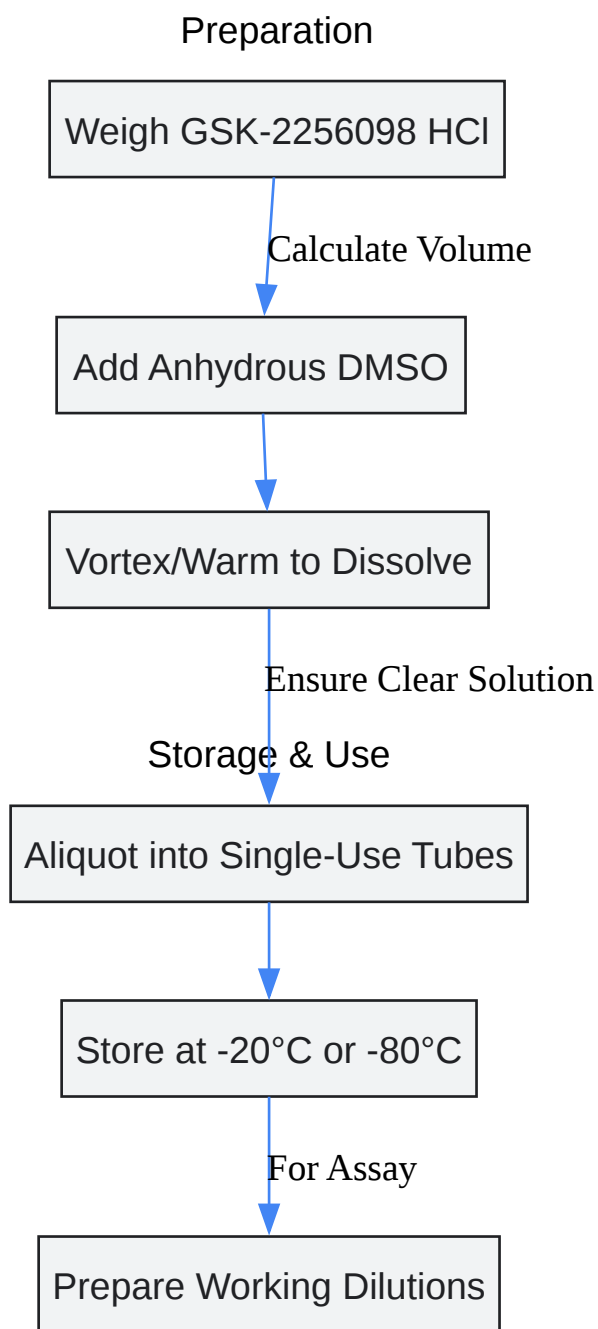 Preparation
Weigh GSK-2256098 HCl
Calculate Volume
Add Anhydrous DMSO
Vortex/Warm to Dissolve
Ensure Clear Solution
Storage & Use
Aliquot into Single-Use Tubes
Store at -20°C or -80°C
For Assay
Prepare Working Dilutions